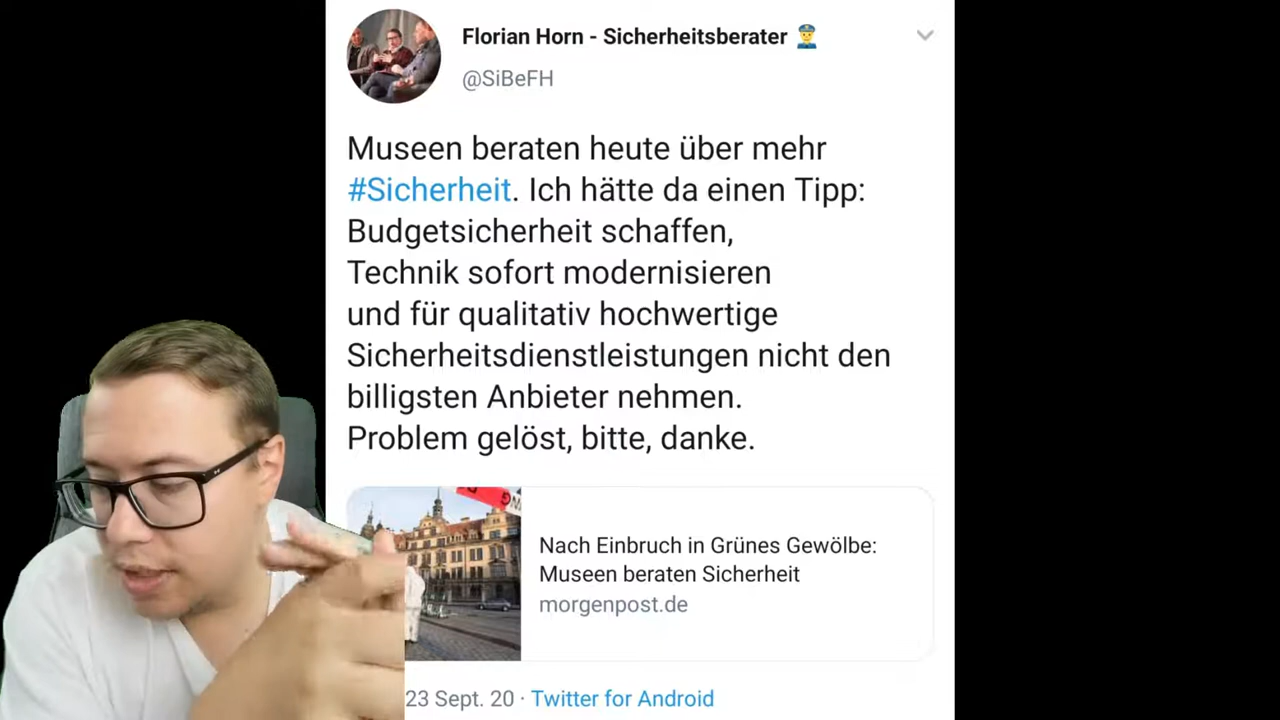 Florian Horn - Sicherheitsberater
@SiBeFH
Museen beraten heute über mehr
#Sicherheit. Ich hätte da einen Tipp:
Budgetsicherheit schaffen,
Technik sofort modernisieren
und für qualitativ hochwertige
Sicherheitsdienstleistungen nicht den
billigsten Anbieter nehmen.
Problem gelöst, bitte, danke.
Nach Einbruch in Grünes Gewölbe:
Museen beraten Sicherheit
morgenpost.de
23 Sept. 20 · Twitter for Android